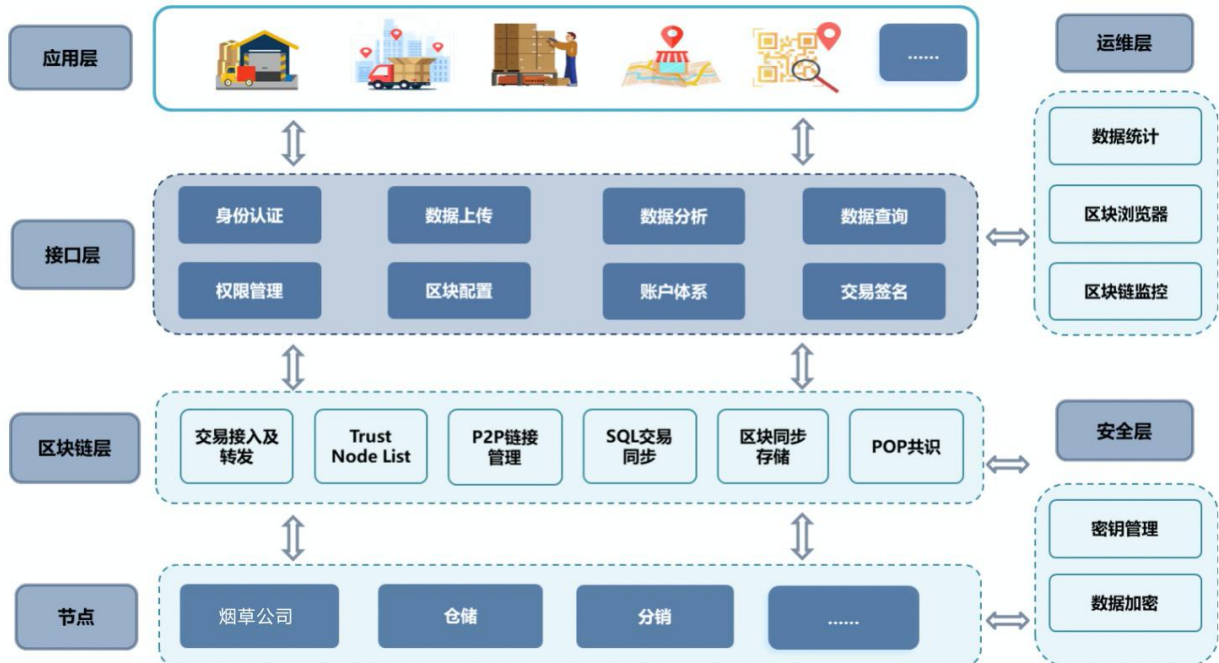 应用层
......
运维层
数据统计
区块浏览器
区块链监控
接口层
身份认证
数据上传
数据分析
数据查询
权限管理
区块配置
账户体系
交易签名
区块链层
交易接入及
转发
Trust
Node List
P2P链接
管理
SQL交易
同步
区块同步
存储
POP共识
安全层
密钥管理
数据加密
节点
烟草公司
仓储
分销
......